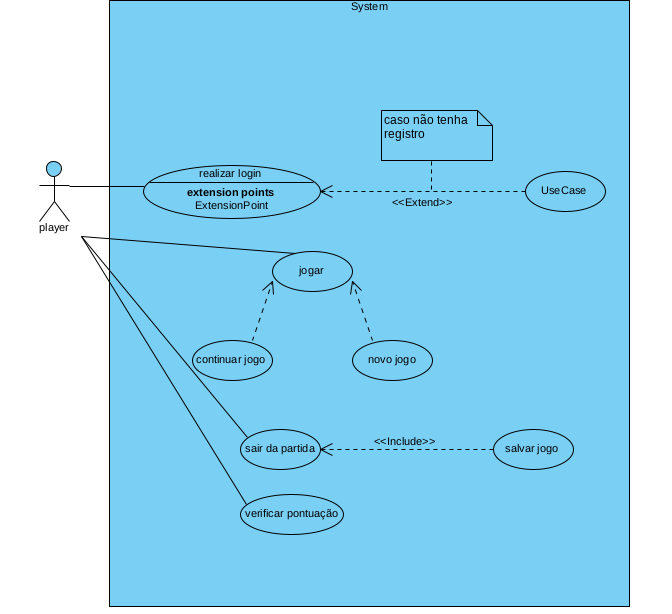 System
caso não tenha
registro
realizar login
extension points
ExtensionPoint
<<Extend>>
UseCase
player
jogar
continuar jogo
novo jogo
sair da partida
<<Include>>
salvar jogo
verificar pontuação